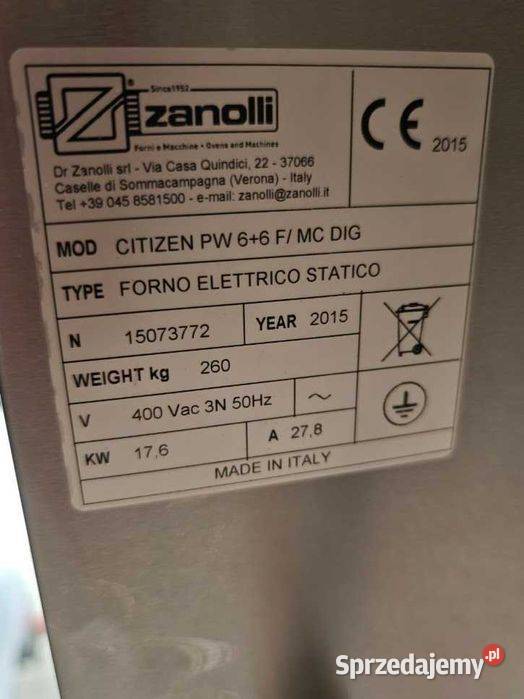 Since1952
zanolli
®
Forni e Macchine • Ovens and Machines
Dr Zanolli srl - Via Casa Quindici, 22 - 37066
Caselle di Sommacampagna (Verona) - Italy
Tel +39 045 8581500 - e-mail: zanolli@zanolli.it
CE 2015
MOD CITIZEN PW 6+6 F/ MC DIG
TYPE FORNO ELETTRICO STATICO
N 15073772 YEAR 2015
WEIGHT kg 260
V 400 Vac 3N 50Hz ~
KW 17,6 A 27,8
MADE IN ITALY
Sprzedajemy.pl